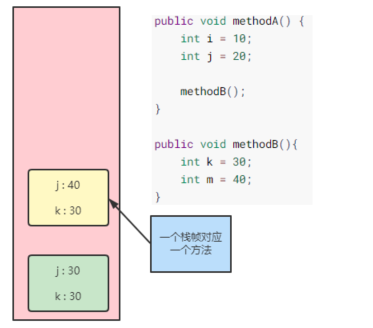 public void methodA() {
int i = 10;
int j = 20;
methodB();
}
public void methodB(){
int k = 30;
int m = 40;
}
j : 40
k : 30
一个栈帧对应
一个方法
j : 30
k : 30